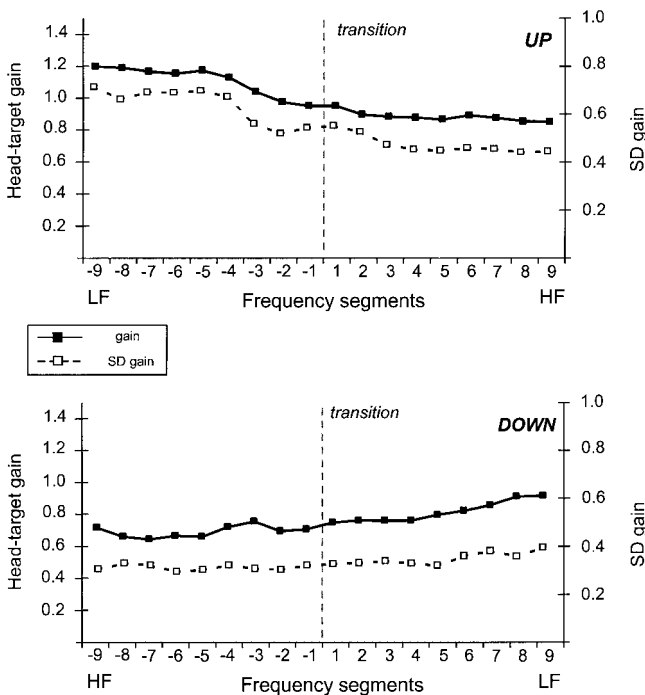 transition
UP
1.4
1.2
1.0
0.8
0.6
0.4
0.2
Head-target gain
1.0
0.8
0.6
0.4
0.2
0
SD gain
-9 -8 -7 -6 -5 -4 -3 -2 -1 1 2 3 4 5 6 7 8 9
LF Frequency segments HF
gain
SD gain
transition
DOWN
1.4
1.2
1.0
0.8
0.6
0.4
0.2
Head-target gain
1.0
0.8
0.6
0.4
0.2
0
SD gain
-9 -8 -7 -6 -5 -4 -3 -2 -1 1 2 3 4 5 6 7 8 9
HF Frequency segments LF